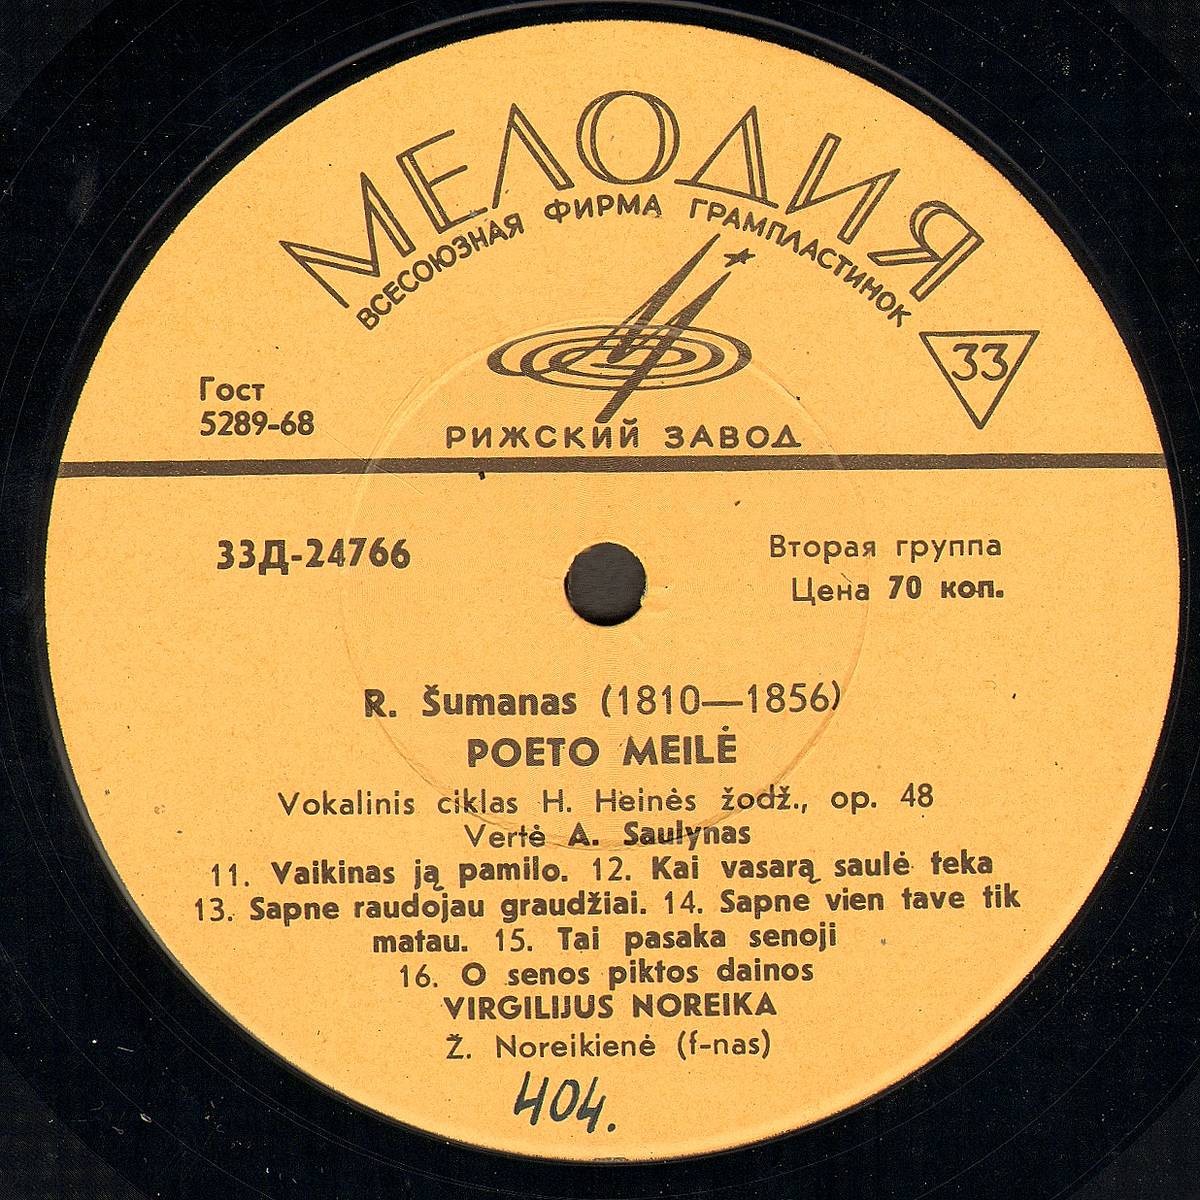 МЕЛОДИЯ
ВСЕСОЮЗНАЯ ФИРМА ГРАМПЛАСТИНОК
33
Гост
5289-68
РИЖСКИЙ ЗАВОД
33Д-24766
Вторая группа
Цена 70 коп.
R. Šumanas (1810—1856)
POETO MEILĖ
Vokalinis ciklas H. Heinės žodž., op. 48
Vertė A. Saulynas
11. Vaikinas ją pamilo. 12. Kai vasarą saulė teka
13. Sapne raudojau graudžiai. 14. Sapne vien tave tik
matau. 15. Tai pasaka senoji
16. O senos piktos dainos
VIRGILIJUS NOREIKA
Ž. Noreikienė (f-nas)
404.